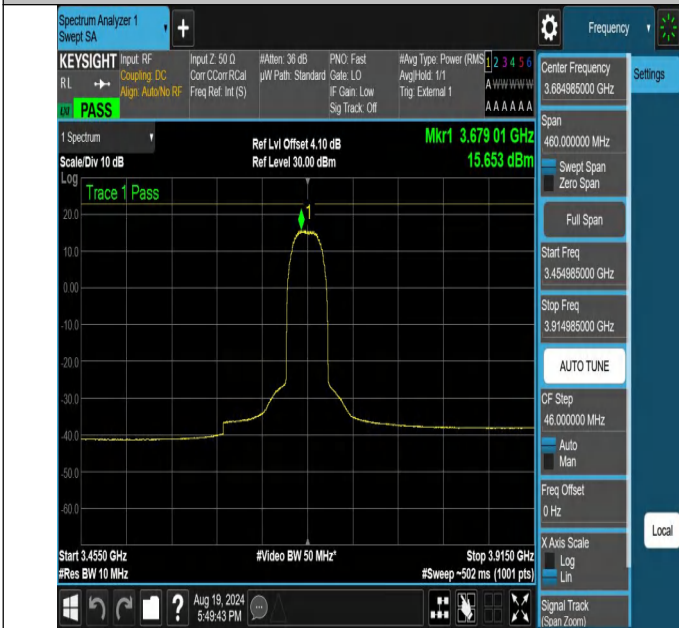 Spectrum Analyzer 1
Swept SA
Frequency
KEYSIGHT
RL
PASS
Input: RF
Coupling: DC
Align: Auto/No RF
Input Z: 50 Ω
Corr CCorr RCal
Freq Ref: Int (S)
#Atten: 36 dB
µW Path: Standard
PNO: Fast
Gate: LO
IF Gain: Low
Sig Track: Off
#Avg Type: Power (RMS
Avg|Hold: 1/1
Trig: External 1
1 2 3 4 5 6
A W W W W W
A A A A A A
1 Spectrum
Scale/Div 10 dB
Log
Ref Lvl Offset 4.10 dB
Ref Level 30.00 dBm
Mkr1 3.679 01 GHz
15.653 dBm
Trace 1 Pass
1
20.0
10.0
0.00
-10.0
-20.0
-30.0
-40.0
-50.0
-60.0
Start 3.4550 GHz
#Res BW 10 MHz
#Video BW 50 MHz*
Stop 3.9150 GHz
#Sweep ~502 ms (1001 pts)
Aug 19, 2024
5:49:43 PM
Center Frequency
3.684985000 GHz
Span
460.000000 MHz
Swept Span
Zero Span
Full Span
Start Freq
3.454985000 GHz
Stop Freq
3.914985000 GHz
AUTO TUNE
CF Step
46.000000 MHz
Auto
Man
Freq Offset
0 Hz
X Axis Scale
Log
Lin
Signal Track
(Span Zoom)
Settings
Local